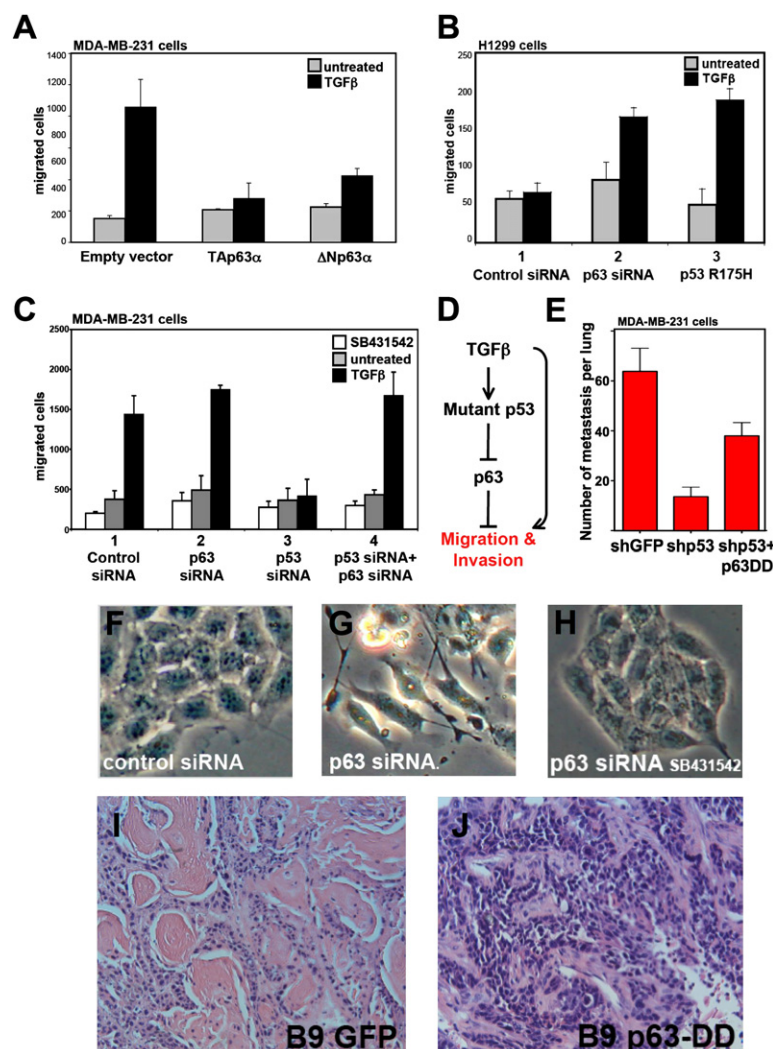 A
MDA-MB-231 cells
untreated
TGFβ
migrated cells
1400
1200
1000
800
600
400
200
0
Empty vector
TAp63α
ΔNp63α
B
H1299 cells
untreated
TGFβ
migrated cells
250
200
150
100
50
0
1
2
3
Control siRNA
p63 siRNA
p53 R175H
C
MDA-MB-231 cells
SB431542
untreated
TGFβ
migrated cells
2500
2000
1500
1000
500
0
1
2
3
4
Control
siRNA
p63
siRNA
p53
siRNA
p53 siRNA+
p63 siRNA
D
TGFβ
Mutant p53
p63
Migration &
Invasion
E
MDA-MB-231 cells
Number of metastasis per lung
60
40
20
0
shGFP
shp53
shp53+
p63DD
F
control siRNA
G
p63 siRNA.
H
p63 siRNA SB431542
I
B9 GFP
J
B9 p63-DD